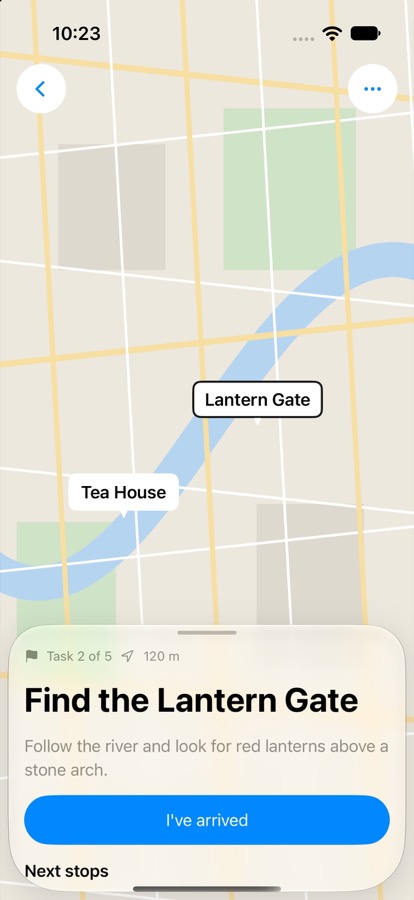 10:23
Lantern Gate
Tea House
Task 2 of 5 120 m
Find the Lantern Gate
Follow the river and look for red lanterns above a
stone arch.
I've arrived
Next stops